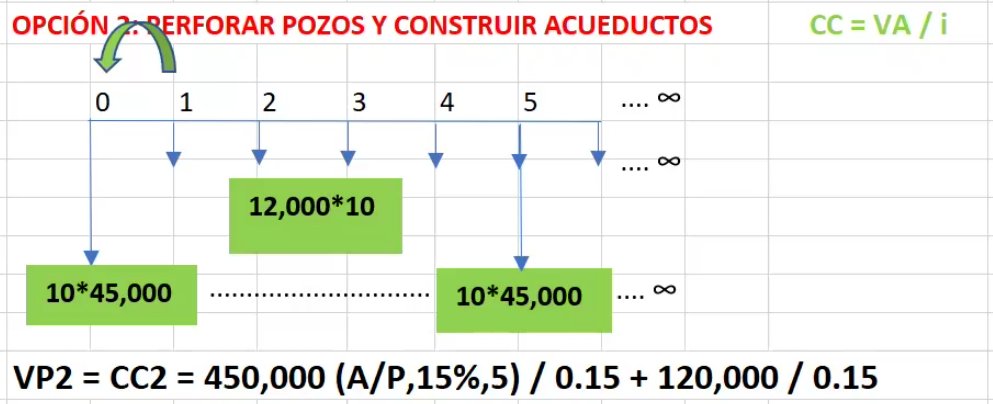 OPCIÓN 2: PERFORAR POZOS Y CONSTRUIR ACUEDUCTOS
CC = VA / i
0 1 2 3 4 5 .... ∞
.... ∞
12,000*10
10*45,000 .............................. 10*45,000 .... ∞
VP2 = CC2 = 450,000 (A/P,15%,5) / 0.15 + 120,000 / 0.15